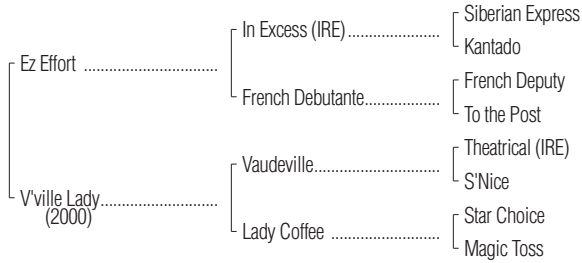 Siberian Express
In Excess (IRE)....................
Kantado
Ez Effort .............................
French Deputy
French Debutante................
To the Post
Theatrical (IRE)
Vaudeville...........................
S'Nice
V'ville Lady.........................
(2000)
Star Choice
Lady Coffee .......................
Magic Toss